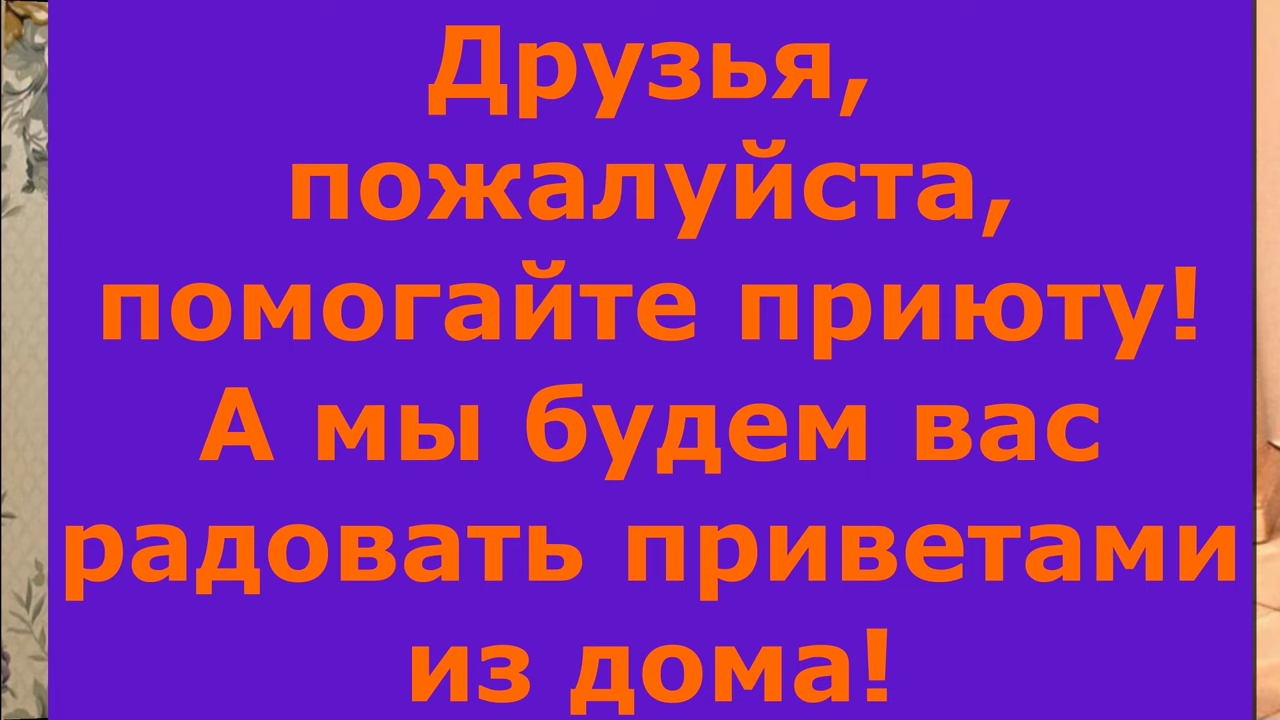 Друзья,
пожалуйста,
помогайте приюту!
А мы будем вас
радовать приветами
из дома!